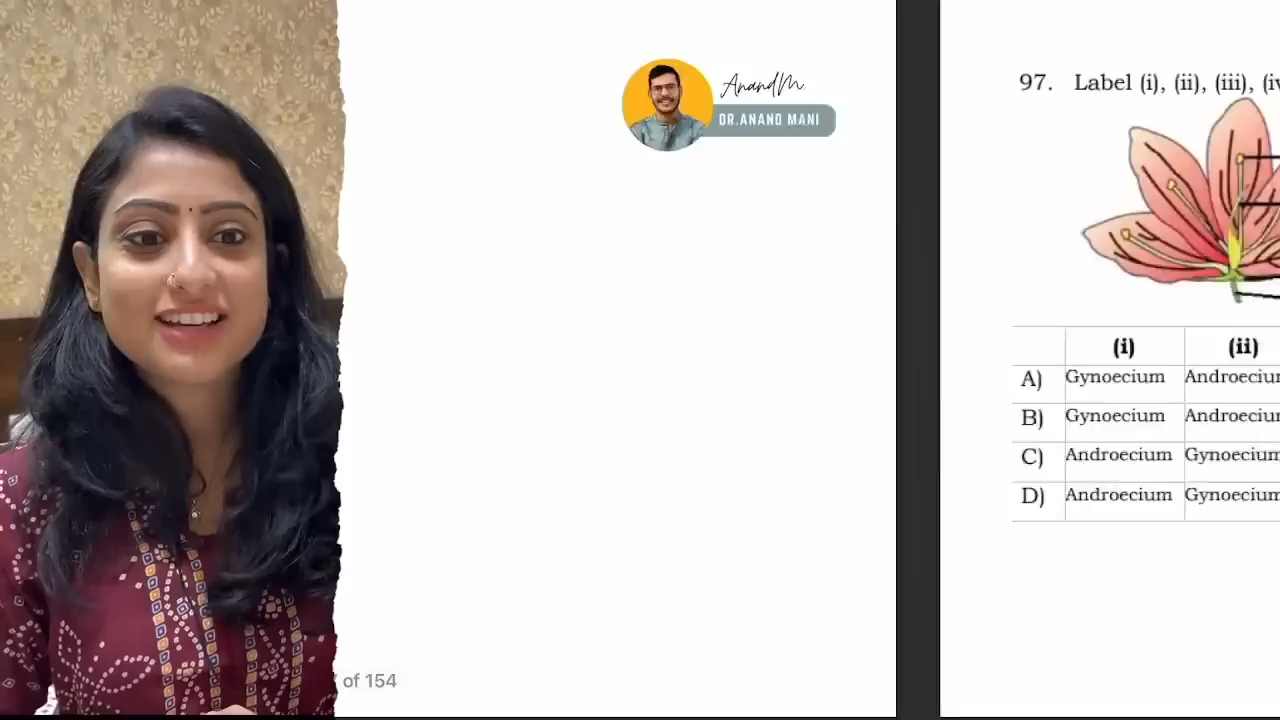 AnandM
DR.ANAND MANI
of 154
97. Label (i), (ii), (iii),
(i) (ii)
A) Gynoecium
B) Gynoecium
C) Androecium Gynoecium
D) Androecium Gynoecium